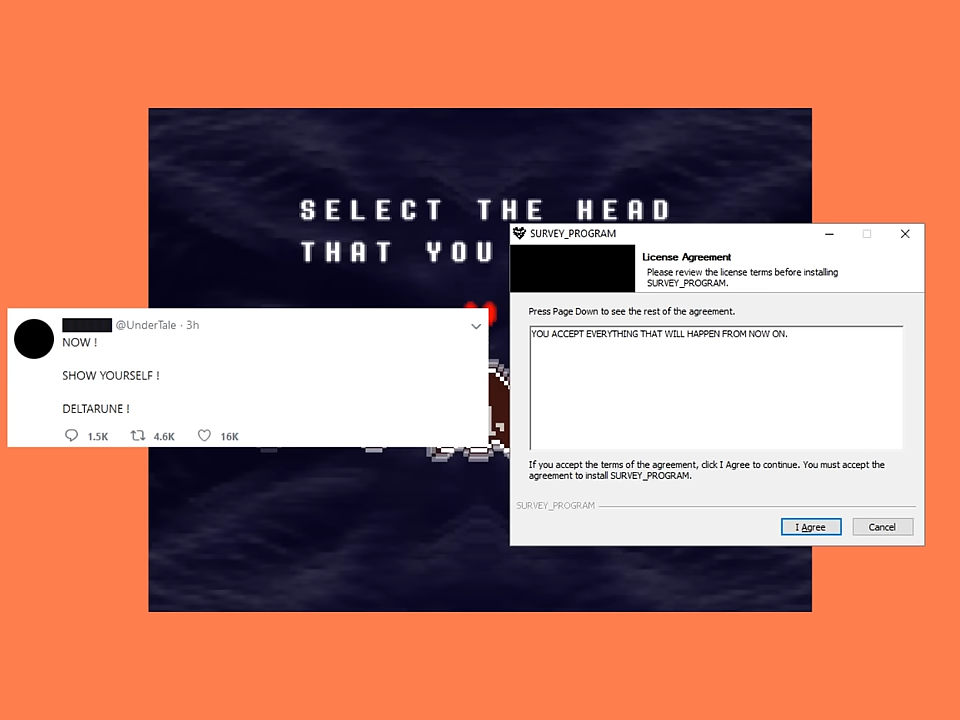 SELECT THE HEAD
THAT YOU
SURVEY_PROGRAM
License Agreement
Please review the license terms before installing
SURVEY_PROGRAM.
Press Page Down to see the rest of the agreement.
YOU ACCEPT EVERYTHING THAT WILL HAPPEN FROM NOW ON.
If you accept the terms of the agreement, click I Agree to continue. You must accept the
agreement to install SURVEY_PROGRAM.
SURVEY_PROGRAM
I Agree
Cancel
@UnderTale · 3h
NOW !
SHOW YOURSELF !
DELTARUNE !
1.5K 4.6K 16K